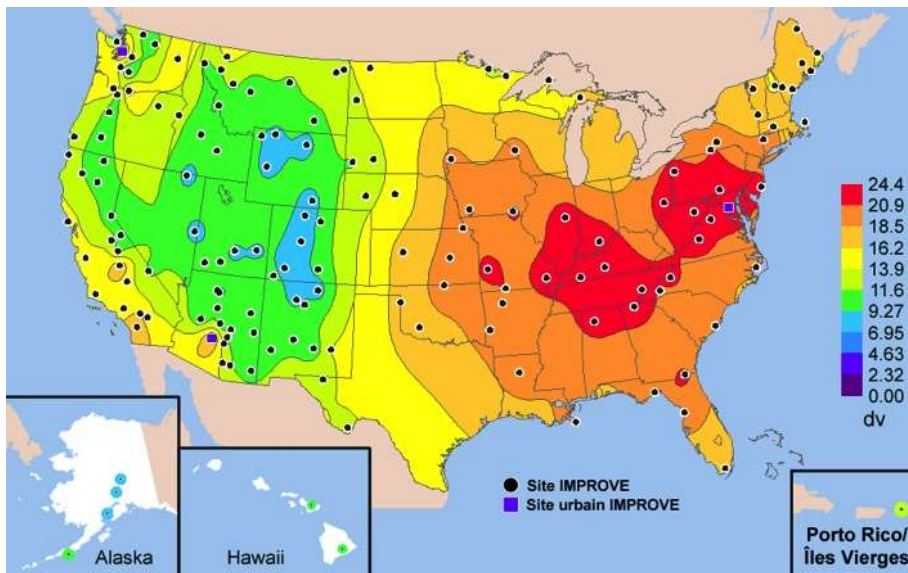 24.4
20.9
18.5
16.2
13.9
11.6
9.27
6.95
4.63
2.32
0.00
dv
Site IMPROVE
Site urbain IMPROVE
Alaska
Hawaii
Porto Rico/
Îles Vierges